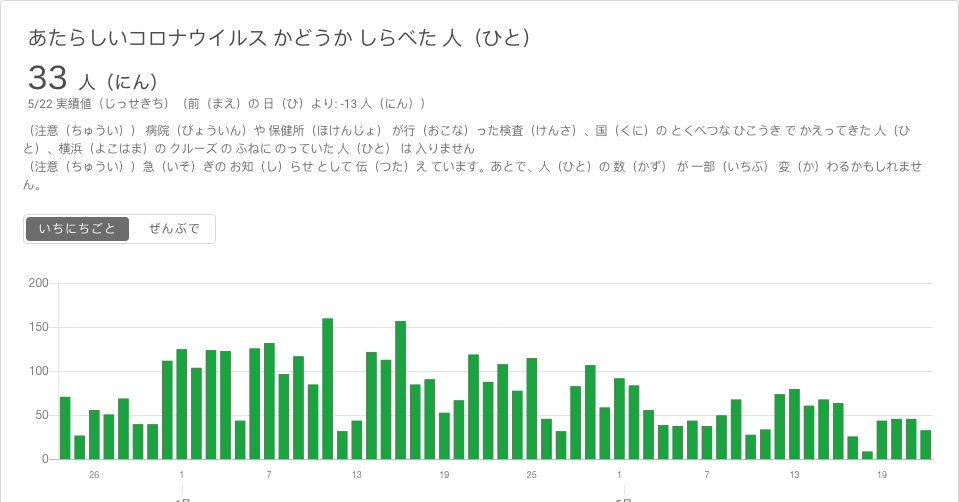 あたらしいコロナウイルス かどうか しらべた 人（ひと）
33 人（にん）
5/22 実績値（じっせきち）（前（まえ）の 日（ひ）より: -13 人（にん））
（注意（ちゅうい）） 病院（びょういん）や 保健所（ほけんじょ） が行（おこな）った検査（けんさ）、国（くに）の とくべつな ひこうき で かえってきた 人（ひ
と）、横浜（よこはま）の クルーズ の ふねに のっていた 人（ひと） は 入りません
（注意（ちゅうい））急（いそ）ぎの お知（し）らせ として 伝（つた）え ています。あとで、人（ひと）の 数（かず） が 一部（いちぶ） 変（か）わるかもしれませ
ん。
いちにちごと ぜんぶで
200
150
100
50
0
26 1 7 13 19 25 1 7 13 19